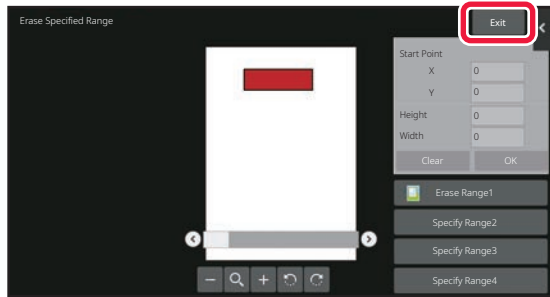 Erase Specified Range
Exit
Start Point
X 0
Y 0
Height 0
Width 0
Clear OK
Erase Range1
Specify Range2
Specify Range3
Specify Range4